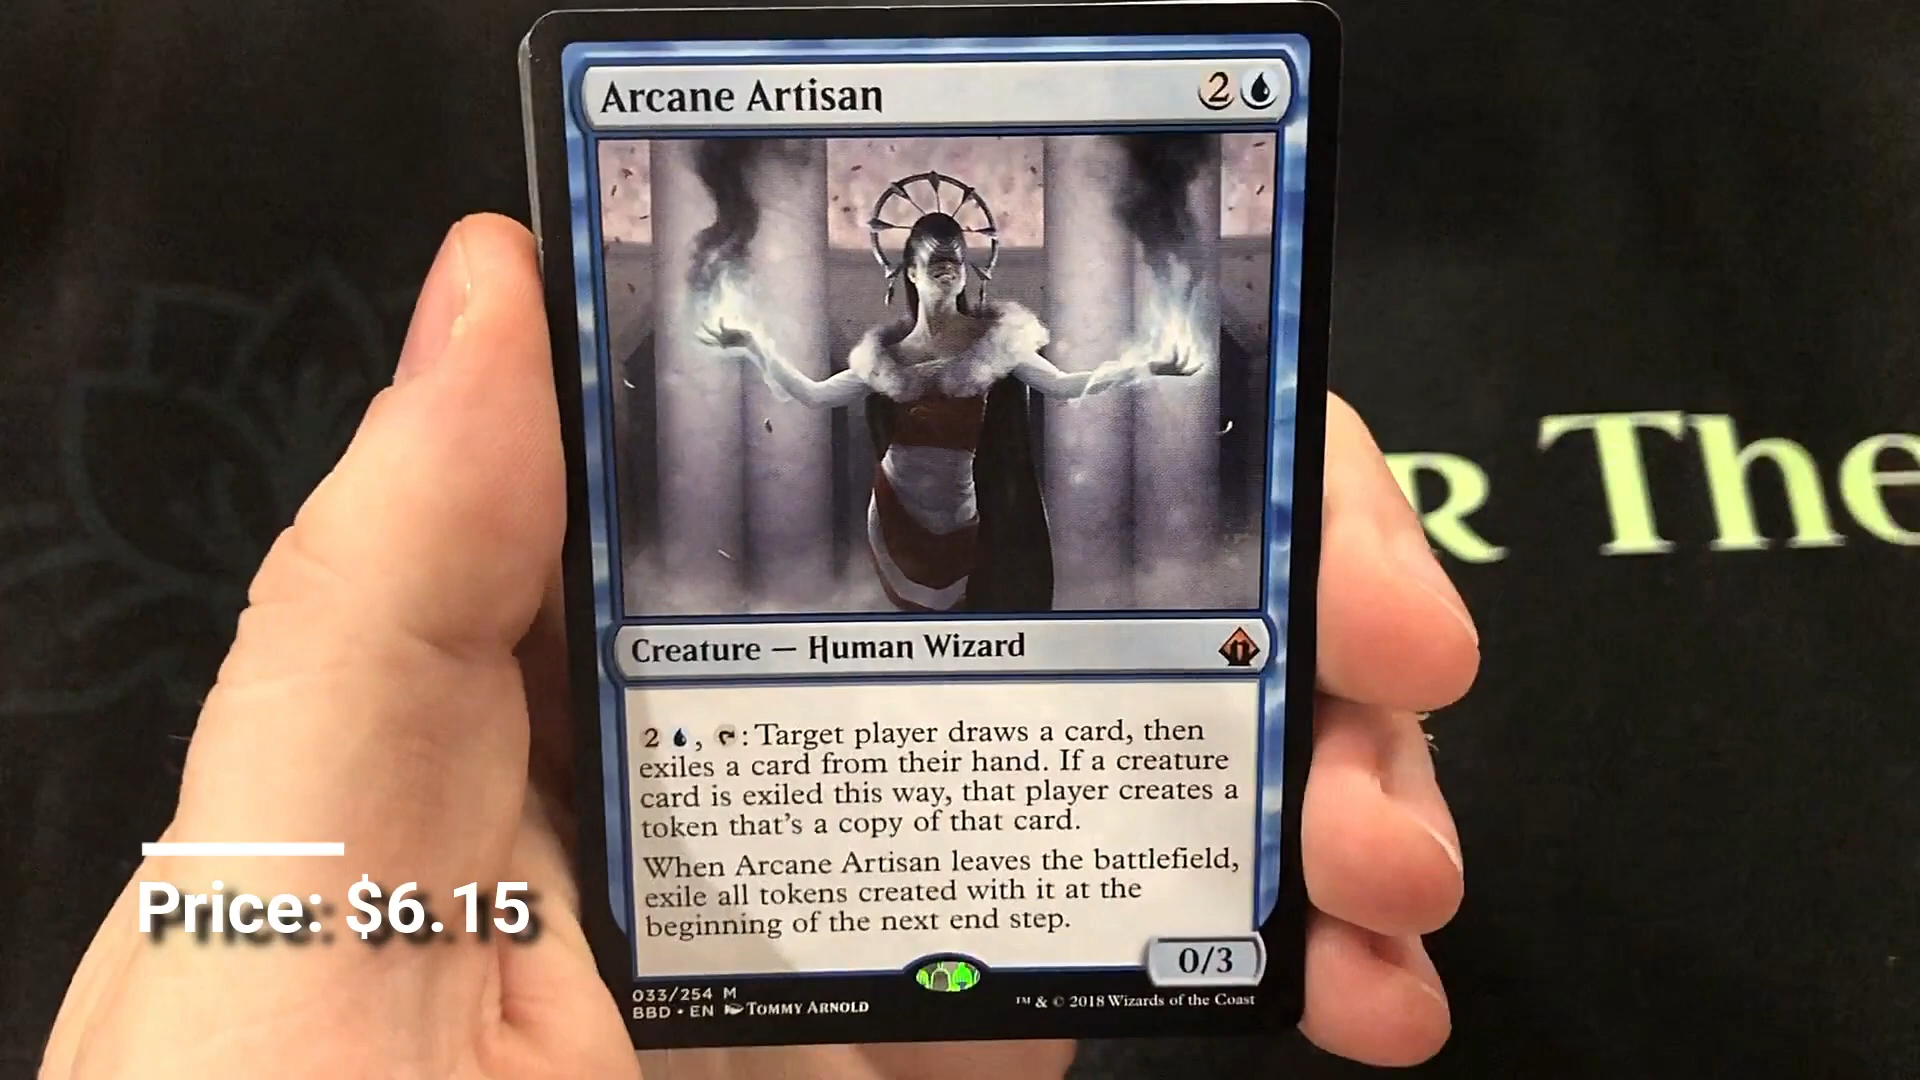 Arcane Artisan 2
R The
Creature — Human Wizard
2 , : Target player draws a card, then
exiles a card from their hand. If a creature
card is exiled this way, that player creates a
token that's a copy of that card.
When Arcane Artisan leaves the battlefield,
exile all tokens created with it at the
beginning of the next end step.
Price: $6.15
0/3
033/254 M
BBD • EN TOMMY ARNOLD
™ & © 2018 Wizards of the Coast